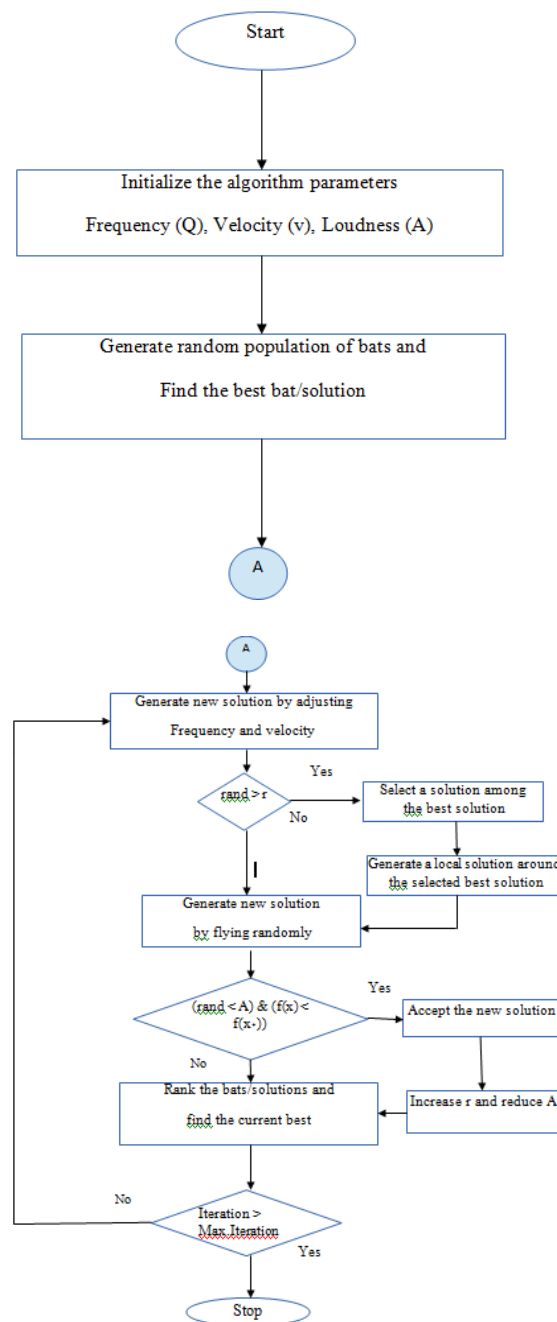 Start
Initialize the algorithm parameters
Frequency (Q), Velocity (v), Loudness (A)
Generate random population of bats and
Find the best bat/solution
A
A
Generate new solution by adjusting
Frequency and velocity
Yes
rand > r
No
Select a solution among
the best solution
Generate a local solution around
the selected best solution
Generate new solution
by flying randomly
(rand < A) & (f(x) <
f(x*))
Yes
Accept the new solution
No
Rank the bats/solutions and
find the current best
Increase r and reduce A
No
Iteration >
Max.Iteration
Yes
Stop